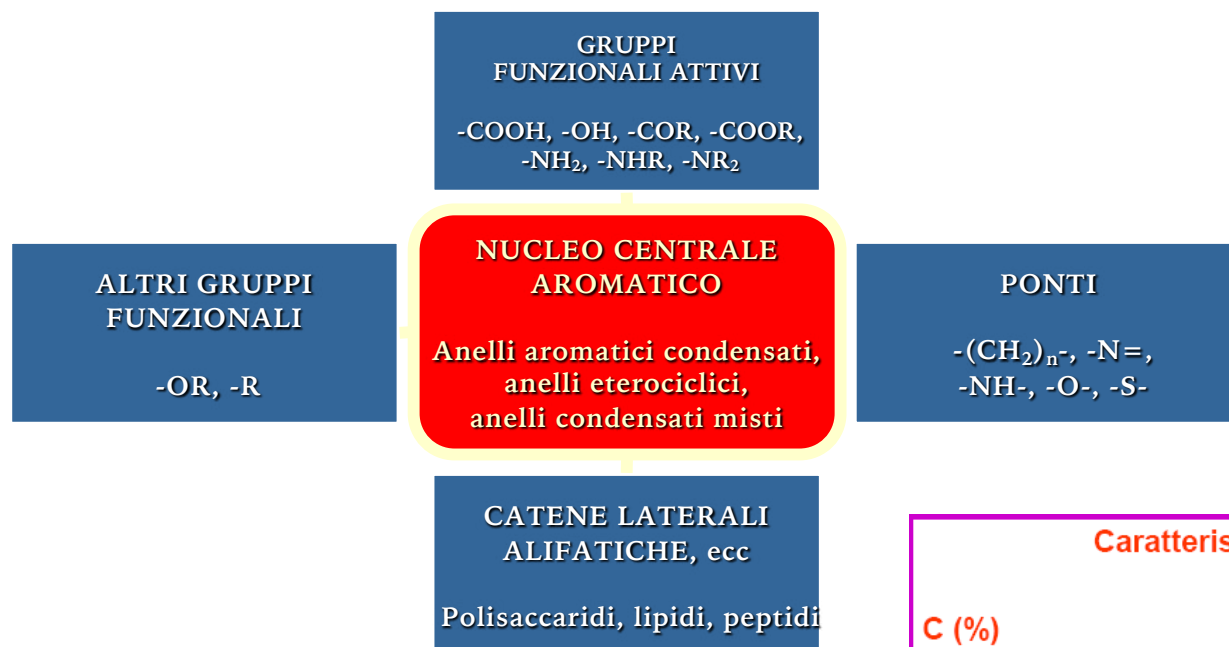 GRUPPI
FUNZIONALI ATTIVI
-COOH, -OH, -COR, -COOR,
-NH₂, -NHR, -NR₂
ALTRI GRUPPI
FUNZIONALI
-OR, -R
NUCLEO CENTRALE
AROMATICO
Anelli aromatici condensati,
anelli eterociclici,
anelli condensati misti
PONTI
-(CH₂)ₙ-, -N=,
-NH-, -O-, -S-
CATENE LATERALI
ALIFATICHE, ecc
Polisaccaridi, lipidi, peptidi
Caratteris
C (%)